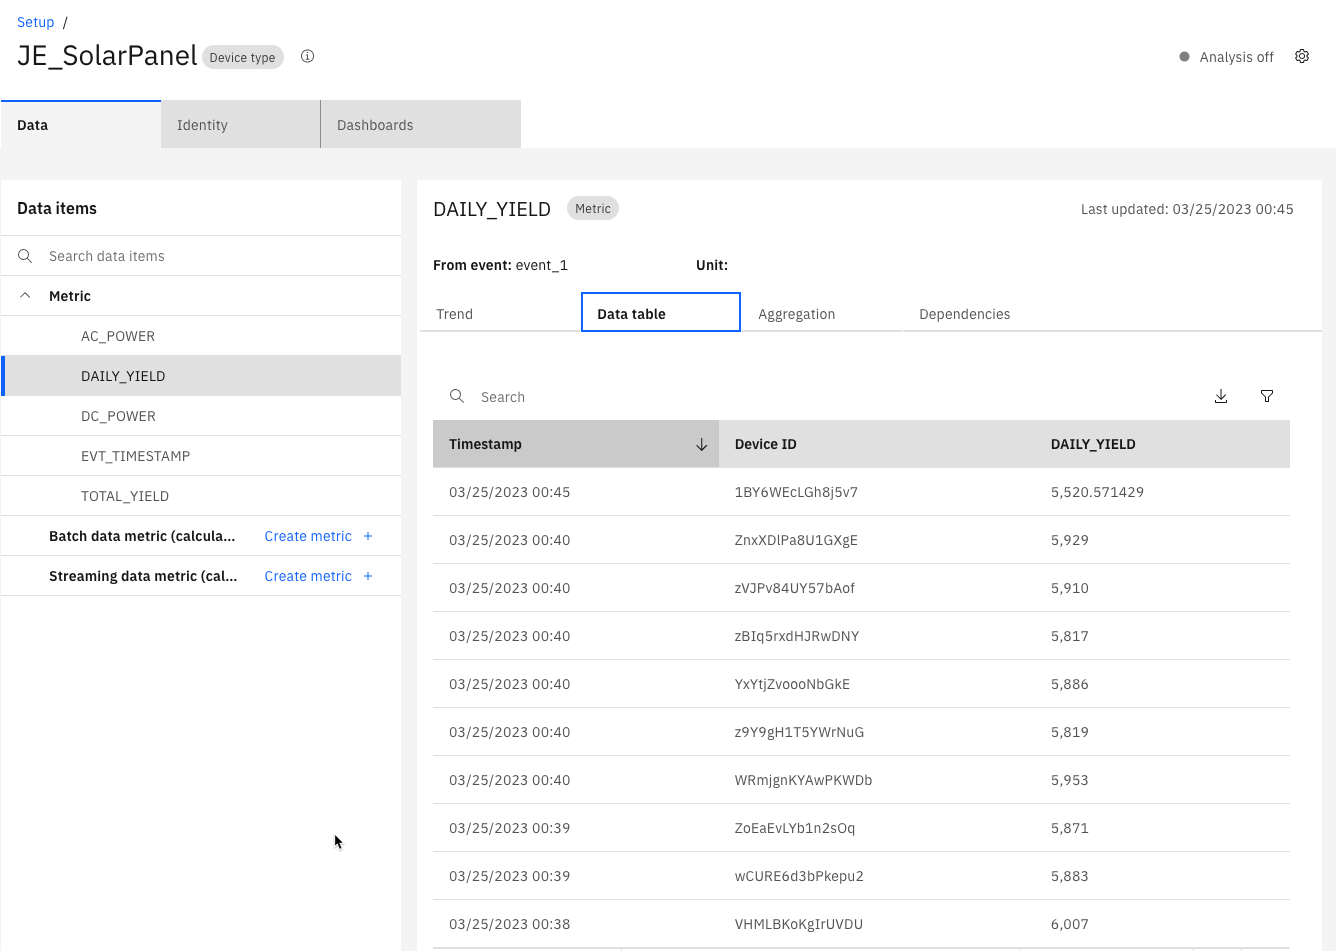 Setup /
JE_SolarPanel Device type
Analysis off
Data Identity Dashboards
Data items
Search data items
Metric
AC_POWER
DAILY_YIELD
DC_POWER
EVT_TIMESTAMP
TOTAL_YIELD
Batch data metric (calcula... Create metric +
Streaming data metric (cal... Create metric +
DAILY_YIELD Metric Last updated: 03/25/2023 00:45
From event: event_1 Unit:
Trend Data table Aggregation Dependencies
Search
Timestamp Device ID DAILY_YIELD
03/25/2023 00:45 1BY6WEcLGh8j5v7 5,520.571429
03/25/2023 00:40 ZnxXDlPa8U1GXgE 5,929
03/25/2023 00:40 zVJPv84UY57bAof 5,910
03/25/2023 00:40 zBIq5rxdHJRwDNY 5,817
03/25/2023 00:40 YxYtjZvoooNbGkE 5,886
03/25/2023 00:40 z9Y9gH1T5YWrNuG 5,819
03/25/2023 00:40 WRmjgnKYAwPKWDb 5,953
03/25/2023 00:39 ZoEaEvLYb1n2sOq 5,871
03/25/2023 00:39 wCURE6d3bPkepu2 5,883
03/25/2023 00:38 VHMLBKoKgIrUVDU 6,007